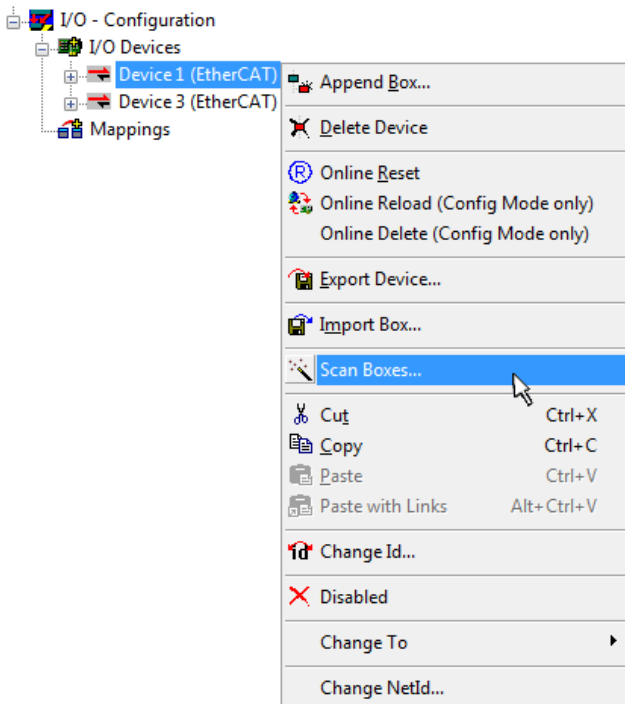 I/O - Configuration
I/O Devices
Device 1 (EtherCAT)
Device 3 (EtherCAT)
Mappings
Append Box...
Delete Device
Online Reset
Online Reload (Config Mode only)
Online Delete (Config Mode only)
Export Device...
Import Box...
Scan Boxes...
Cut Ctrl+X
Copy Ctrl+C
Paste Ctrl+V
Paste with Links Alt+Ctrl+V
Change Id...
Disabled
Change To
Change NetId...